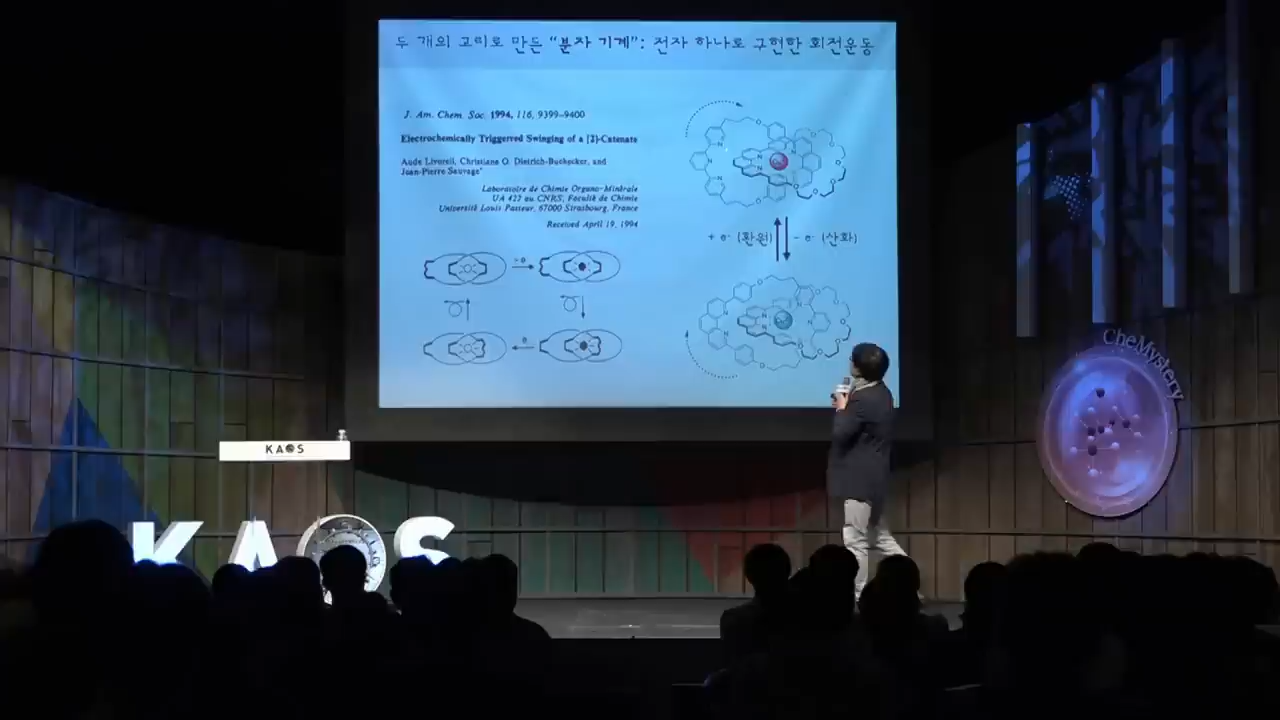 두 개의 고리로 만든 “분자 기계”: 전자 하나로 구현한 회전운동
J. Am. Chem. Soc. 1994, 116, 9399-9400
Electrochemically Triggered Swinging of a [2]-Catenate
Aude Livoreil, Christiane O. Dietrich-Buchecker, and
Jean-Pierre Sauvage*
Laboratoire de Chimie Organo-Minérale
UA 422 au CNRS, Faculté de Chimie
Université Louis Pasteur, 67000 Strasbourg, France
Received April 19, 1994
+ e- (환원) - e- (산화)
CheMystery
KAOS
KAOS